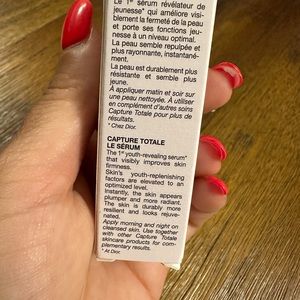 Le 1er sérum révélateur de
jeunesse* qui améliore visi-
blement la fermeté de la peau
et porte ses fonctions jeu-
nesse à un niveau optimal.
La peau semble repulpée et
plus rayonnante, instantané-
ment.
La peau est durablement plus
résistante et semble plus
jeune.
À appliquer matin et soir sur
une peau nettoyée. À utiliser
en complément d'autres soins
Capture Totale pour plus de
résultats.
* Chez Dior.
CAPTURE TOTALE
LE SÉRUM
The 1st youth-revealing serum*
that visibly improves skin
firmness.
Skin's youth-replenishing
factors are elevated to an
optimized level.
Instantly, the skin appears
plumper and more radiant.
The skin is durably more
resilient and looks rejuve-
nated.
Apply morning and night on
cleansed skin. Use together
with other Capture Totale
skincare products for com-
plementary results.
* At Dior.